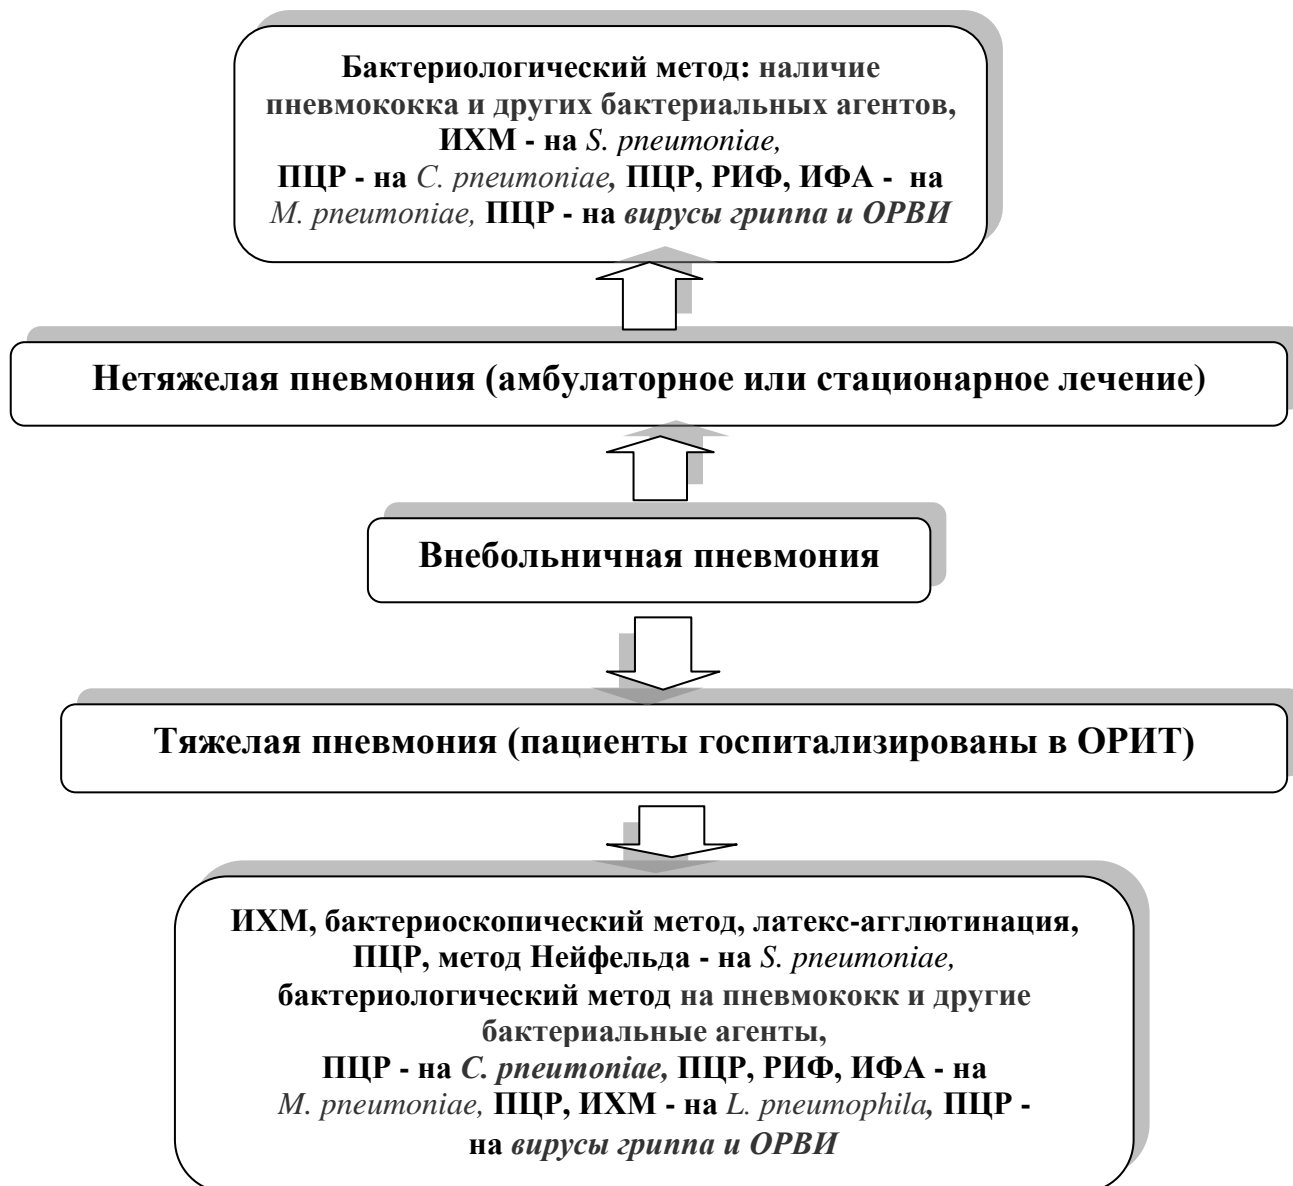 Бактериологический метод: наличие
пневмококка и других бактериальных агентов,
ИХМ - на S. pneumoniae,
ПЦР - на C. pneumoniae, ПЦР, РИФ, ИФА - на
M. pneumoniae, ПЦР - на вирусы гриппа и ОРВИ
Нетяжелая пневмония (амбулаторное или стационарное лечение)
Внебольничная пневмония
Тяжелая пневмония (пациенты госпитализированы в ОРИТ)
ИХМ, бактериоскопический метод, латекс-агглютинация,
ПЦР, метод Нейфельда - на S. pneumoniae,
бактериологический метод на пневмококк и другие
бактериальные агенты,
ПЦР - на C. pneumoniae, ПЦР, РИФ, ИФА - на
M. pneumoniae, ПЦР, ИХМ - на L. pneumophila, ПЦР -
на вирусы гриппа и ОРВИ